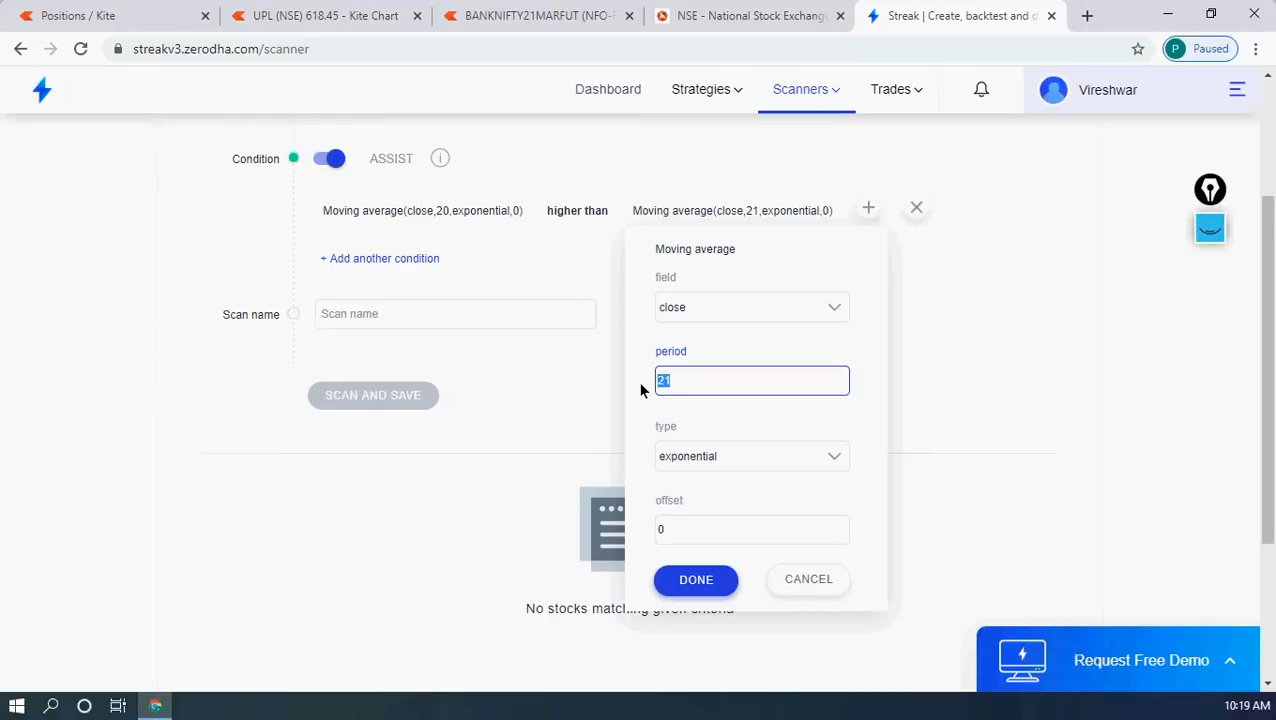 Positions / Kite
UPL (NSE) 618.45 - Kite Chart
BANKNIFTY21MARFUT (NFO-
NSE - National Stock Exchange
Streak | Create, backtest and d
streakv3.zerodha.com/scanner
P
Paused
Dashboard
Strategies
Scanners
Trades
Vireshwar
Condition
ASSIST
i
Moving average(close,20,exponential,0)
higher than
Moving average(close,21,exponential,0)
+ Add another condition
Moving average
field
close
Scan name
Scan name
period
21
SCAN AND SAVE
type
exponential
offset
0
DONE
CANCEL
No stocks matching given criteria
Request Free Demo
10:19 AM